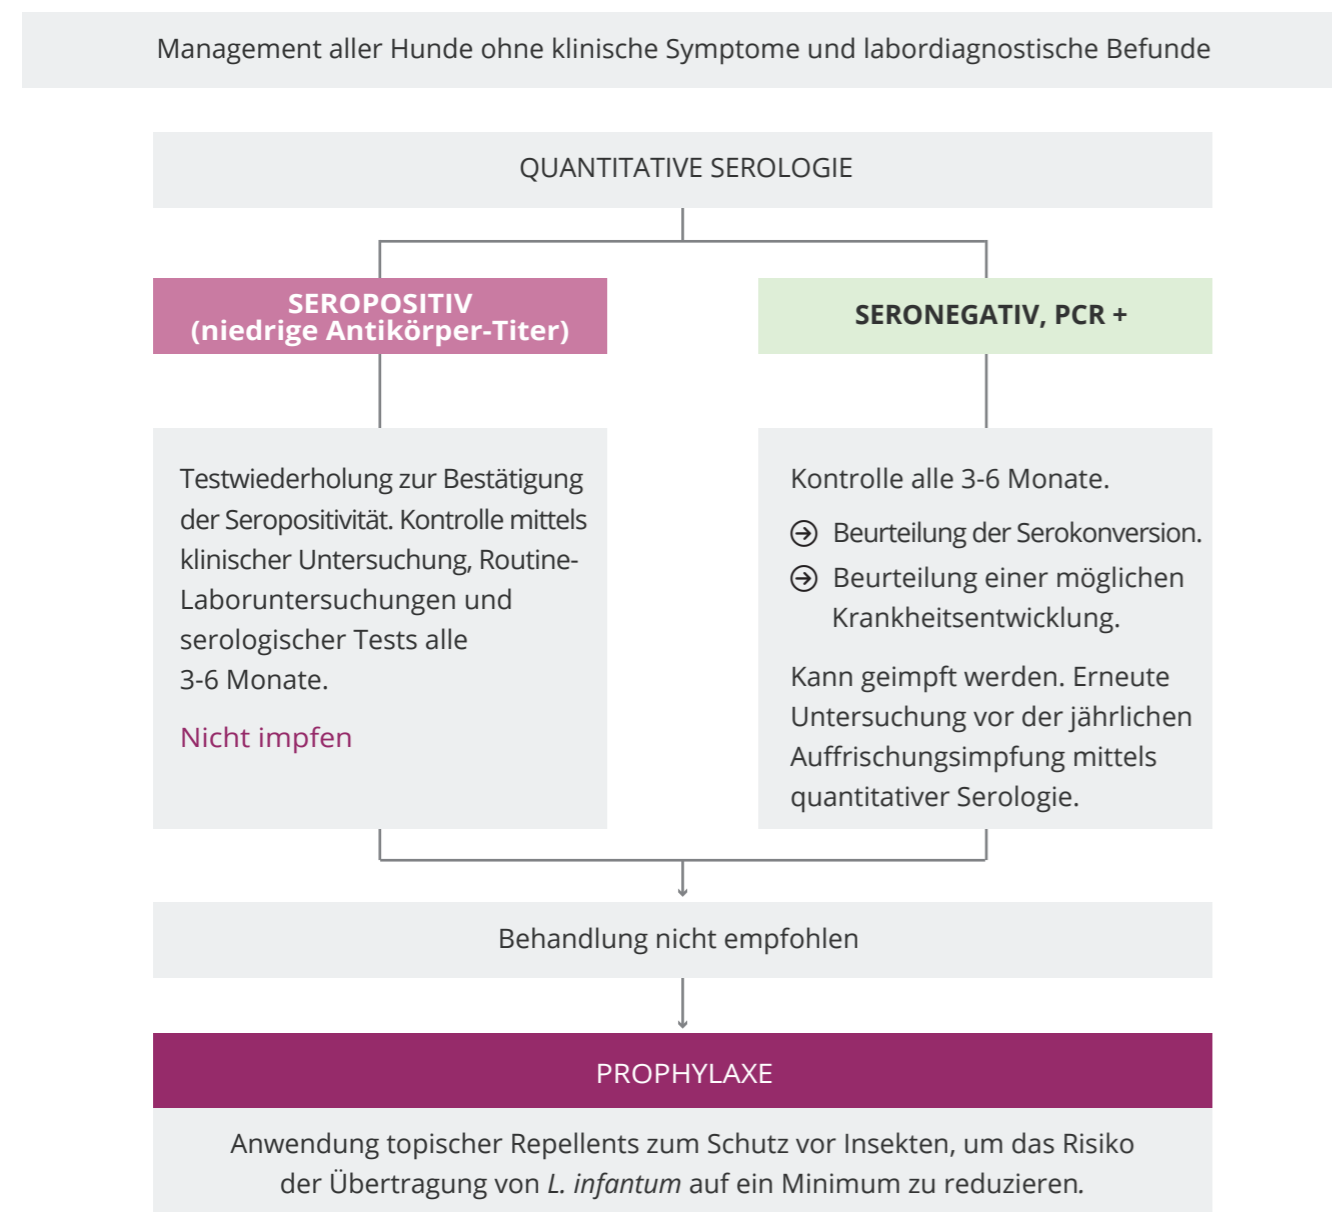 Management aller Hunde ohne klinische Symptome und labordiagnostische Befunde
QUANTITATIVE SEROLOGIE
SEROPOSITIV
(niedrige Antikörper-Titer)
Testwiederholung zur Bestätigung
der Seropositivität. Kontrolle mittels
klinischer Untersuchung, Routine-
Laboruntersuchungen und
serologischer Tests alle
3-6 Monate.
Nicht impfen
SERONEGATIV, PCR +
Kontrolle alle 3-6 Monate.
Beurteilung der Serokonversion.
Beurteilung einer möglichen
Krankheitsentwicklung.
Kann geimpft werden. Erneute
Untersuchung vor der jährlichen
Auffrischungsimpfung mittels
quantitativer Serologie.
Behandlung nicht empfohlen
PROPHYLAXE
Anwendung topischer Repellents zum Schutz vor Insekten, um das Risiko
der Übertragung von L. infantum auf ein Minimum zu reduzieren.